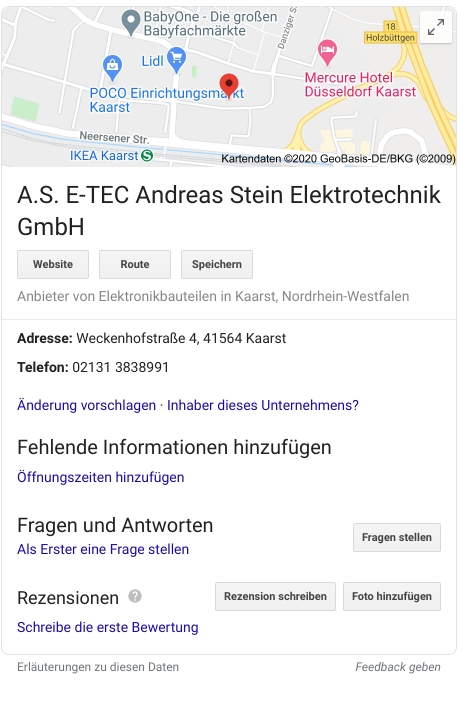 BabyOne - Die großen
Babyfachmärkte
Danziger S
18
Holzbüttgen
Lidl
Mercure Hotel
Düsseldorf Kaarst
POCO Einrichtungsmarkt
Kaarst
Neersener Str.
IKEA Kaarst S
Kartendaten ©2020 GeoBasis-DE/BKG (©2009)
A.S. E-TEC Andreas Stein Elektrotechnik
GmbH
Website Route Speichern
Anbieter von Elektronikbauteilen in Kaarst, Nordrhein-Westfalen
Adresse: Weckenhofstraße 4, 41564 Kaarst
Telefon: 02131 3838991
Änderung vorschlagen · Inhaber dieses Unternehmens?
Fehlende Informationen hinzufügen
Öffnungszeiten hinzufügen
Fragen und Antworten
Fragen stellen
Als Erster eine Frage stellen
Rezensionen ? Rezension schreiben Foto hinzufügen
Schreibe die erste Bewertung
Erläuterungen zu diesen Daten Feedback geben